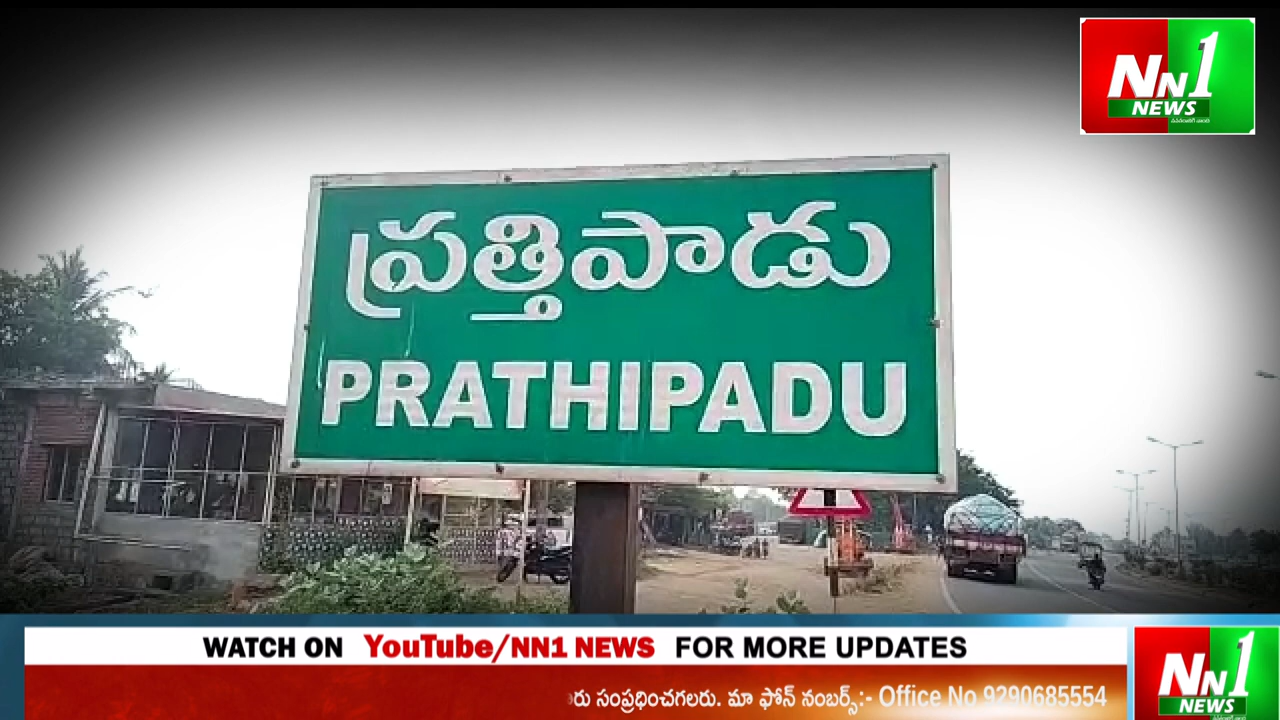 NN1
NEWS
ప్రత్తిపాడు
PRATHIPADU
WATCH ON YouTube/NN1 NEWS FOR MORE UPDATES
రు సంప్రధించగలరు. మా ఫోన్ నంబర్స్:- Office No 9290685554
NN1
NEWS